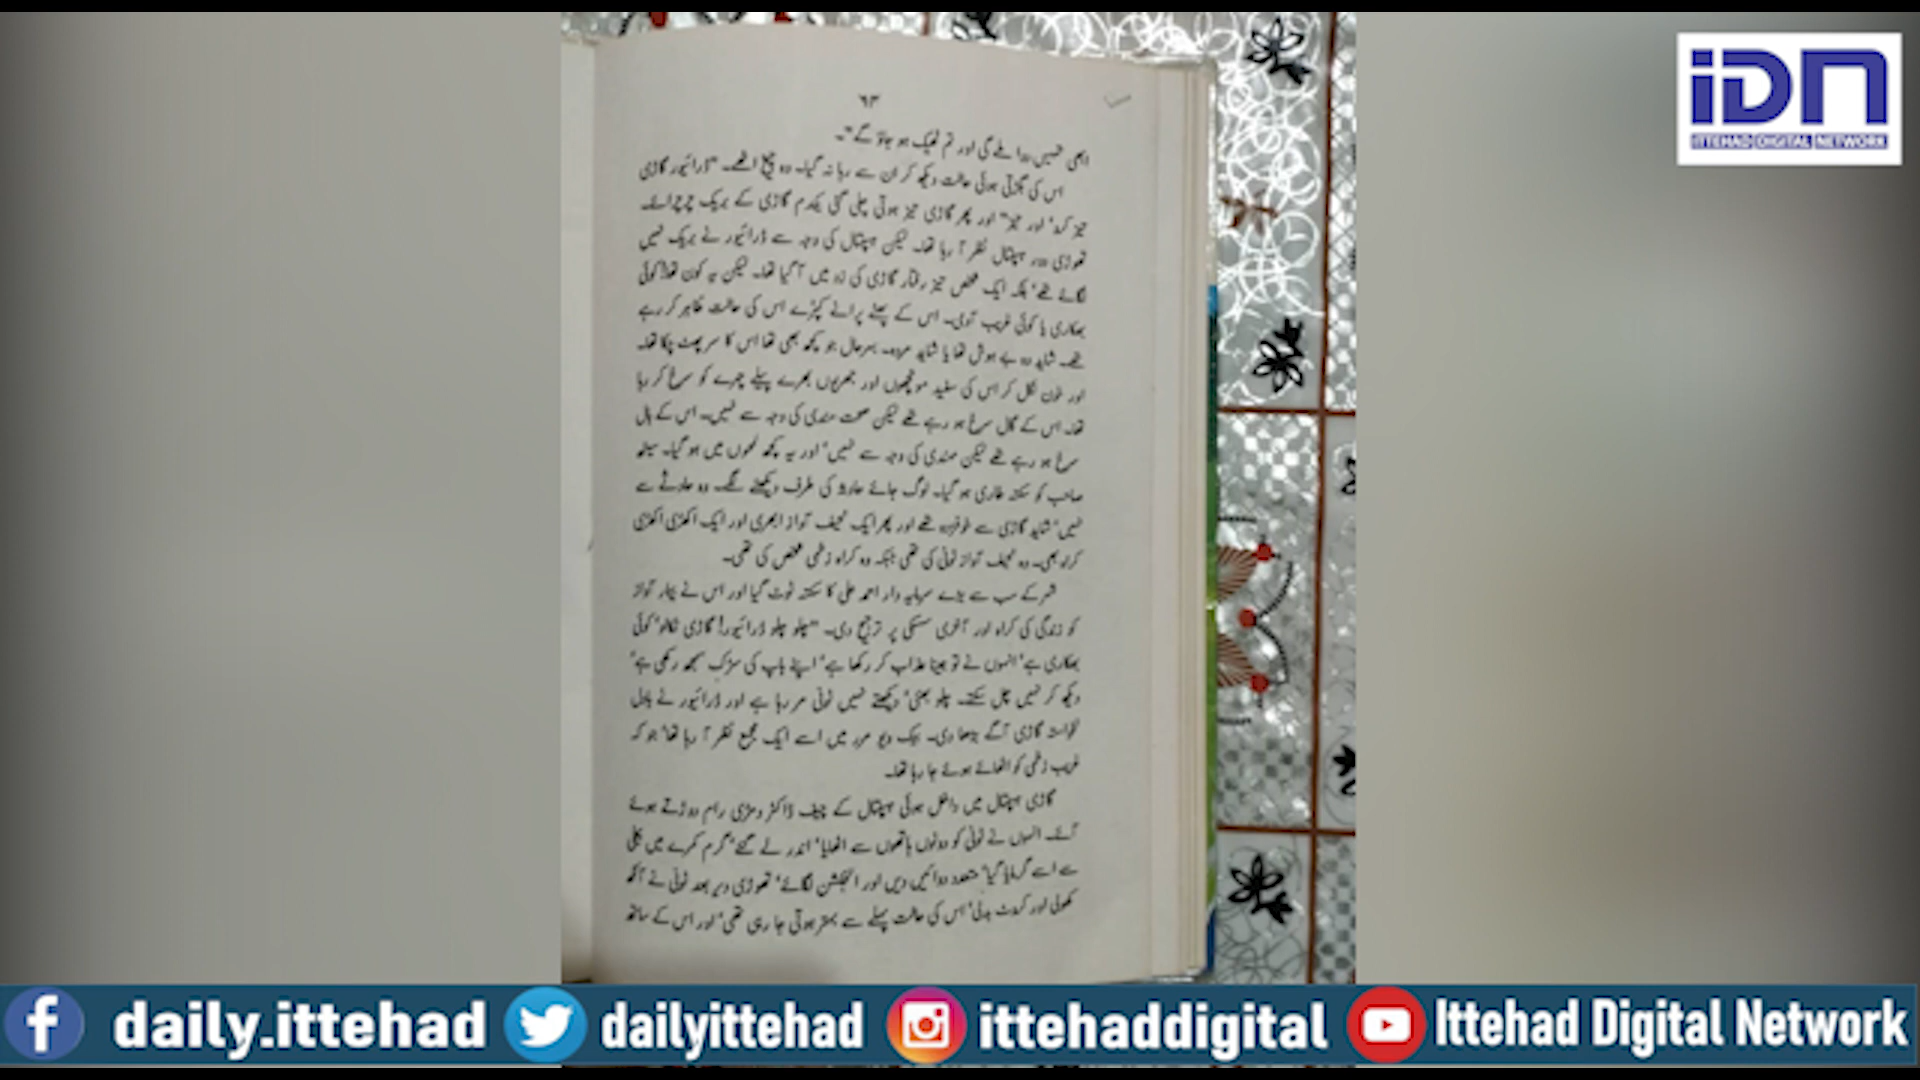 iDN
ITTEHAD DIGITAL NETWORK
٦٣
ابھی تمہیں دوا ملے گی اور تم ٹھیک ہو جاؤ گے"۔
اس کی بگڑتی ہوئی حالت دیکھ کر ان سے رہا نہ گیا۔ وہ چیخ اٹھے۔ "ڈرائیور گاڑی
تیز کرو' اور تیز" اور پھر گاڑی تیز ہوتی چلی گئی یکدم گاڑی کے بریک چرچرائے۔
تھوڑی دور ہسپتال نظر آ رہا تھا۔ لیکن ہسپتال کی وجہ سے ڈرائیور نے بریک نہیں
لگائے تھے' بلکہ ایک شخص تیز رفتار گاڑی کی زد میں آ گیا تھا۔ لیکن یہ کون تھا! کوئی
بھکاری یا کوئی غریب آدمی۔ اس کے پھٹے پرانے کپڑے اس کی حالت ظاہر کر رہے
تھے۔ شاید وہ بے ہوش تھا یا شاید مردہ۔ بہرحال جو کچھ بھی تھا اس کا سر پھٹ چکا تھا۔
اور خون نکل کر اس کی سفید مونچھوں اور جھریوں بھرے پیلے چہرے کو سرخ کر رہا
تھا۔ اس کے گال سرخ ہو رہے تھے لیکن صحت مندی کی وجہ سے نہیں۔ اس کے بال
سرخ ہو رہے تھے لیکن مہندی کی وجہ سے نہیں' اور یہ کچھ لمحوں میں ہو گیا۔ سیٹھ
صاحب کو سکتہ طاری ہو گیا۔ لوگ جائے حادثہ کی طرف دیکھنے لگے۔ وہ حادثے سے
نہیں' شاید گاڑی سے خوفزدہ تھے اور پھر ایک نحیف آواز ابھری اور ایک اکھڑی اکھڑی
کراہ بھی۔ وہ نحیف آواز ٹونی کی تھی جبکہ وہ کراہ زخمی شخص کی تھی۔
شہر کے سب سے بڑے سرمایہ دار احمد علی کا سکتہ ٹوٹ گیا اور اس نے بیمار آواز
کو زندگی کی کراہ اور آخری سسکی پر ترجیح دی۔ "چلو چلو ڈرائیور! گاڑی نکالو' کوئی
بھکاری ہے' انہوں نے تو جینا عذاب کر رکھا ہے' اپنے باپ کی سڑک سمجھ رکھی ہے'
دیکھ کر نہیں چل سکتے۔ چلو بھئی' دیکھتے نہیں ٹونی مر رہا ہے اور ڈرائیور نے بادل
نخواستہ گاڑی آگے بڑھا دی۔ بیک ویو مرر میں اسے ایک مجمع نظر آ رہا تھا' جو کہ
غریب زخمی کو اٹھائے ہوئے جا رہا تھا۔
گاڑی ہسپتال میں داخل ہوئی ہسپتال کے چیف ڈاکٹر دمڑی رام دوڑتے ہوئے
آئے۔ انہوں نے ٹونی کو دونوں ہاتھوں سے اٹھایا' اندر لے گئے' گرم کمرے میں بجلی
سے اسے گرمایا گیا' متعدد دوائیں دیں اور انجکشن لگائے' تھوڑی دیر بعد ٹونی نے آنکھ
کھولی اور کروٹ بدلی' اس کی حالت پہلے سے بہتر ہوتی جا رہی تھی' اور اس کے ساتھ
daily.ittehad dailyittehad ittehaddigital Ittehad Digital Network